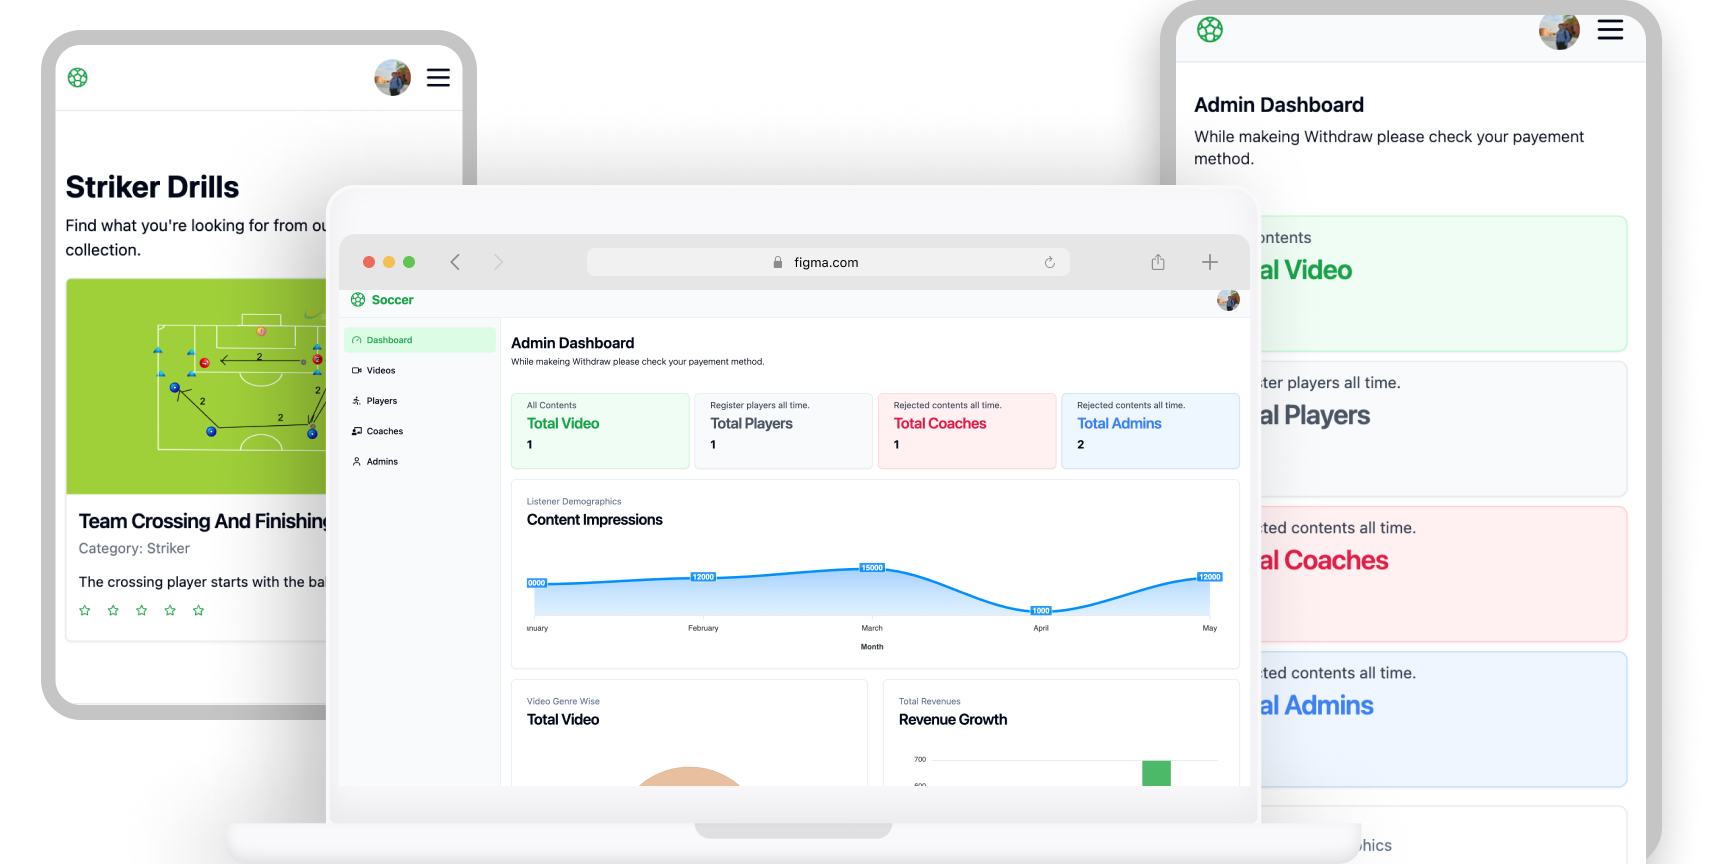 Striker Drills
Find what you're looking for from
collection.
2
2
2
2
Team Crossing And Finishing
Category: Striker
The crossing player starts with the
figma.com
Soccer
Dashboard
Videos
Players
Coaches
Admins
Admin Dashboard
While makeing Withdraw please check your payement method.
All Contents
Total Video
1
Register players all time.
Total Players
1
Rejected contents all time.
Total Coaches
1
Rejected contents all time.
Total Admins
2
Listener Demographics
Content Impressions
0000
12000
15000
1000
12000
nuary
February
March
April
May
Month
Video Genre Wise
Total Video
Total Revenues
Revenue Growth
700
600
Admin Dashboard
While makeing Withdraw please check your payement
method.
ontents
al Video
ter players all time.
al Players
ted contents all time.
al Coaches
ted contents all time.
al Admins
phics